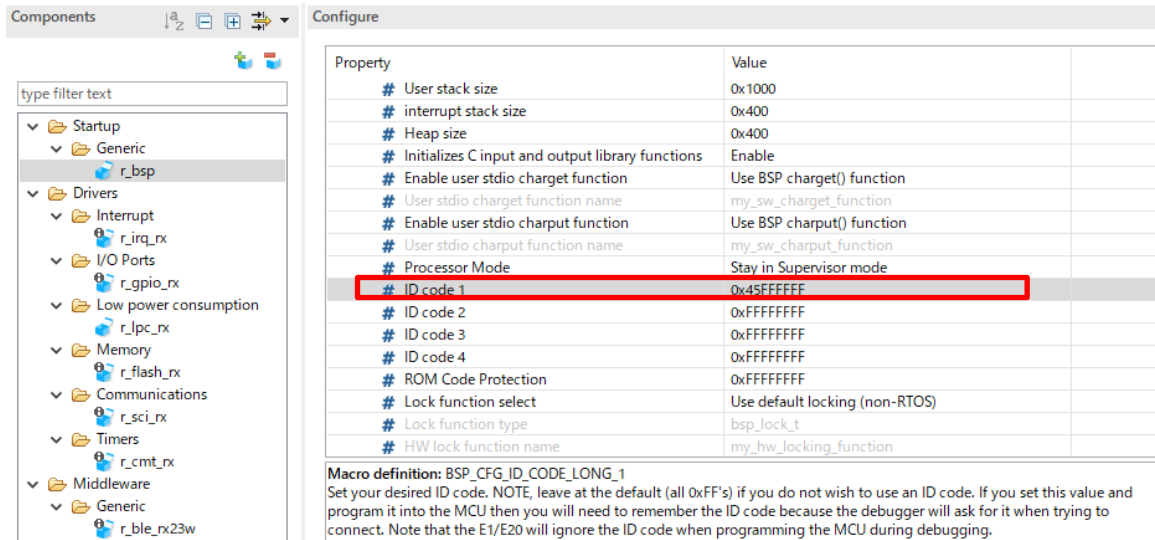 Components
Configure
type filter text
Startup
Generic
r_bsp
Drivers
Interrupt
r_irq_rx
I/O Ports
r_gpio_rx
Low power consumption
r_lpc_rx
Memory
r_flash_rx
Communications
r_sci_rx
Timers
r_cmt_rx
Middleware
Generic
r_ble_rx23w
Property Value
# User stack size 0x1000
# interrupt stack size 0x400
# Heap size 0x400
# Initializes C input and output library functions Enable
# Enable user stdio charget function Use BSP charget() function
# User stdio charget function name my_sw_charget_function
# Enable user stdio charput function Use BSP charput() function
# User stdio charput function name my_sw_charput_function
# Processor Mode Stay in Supervisor mode
# ID code 1 0x45FFFFFF
# ID code 2 0xFFFFFFFF
# ID code 3 0xFFFFFFFF
# ID code 4 0xFFFFFFFF
# ROM Code Protection 0xFFFFFFFF
# Lock function select Use default locking (non-RTOS)
# Lock function type bsp_lock_t
# HW lock function name my_hw_locking_function
Macro definition: BSP_CFG_ID_CODE_LONG_1
Set your desired ID code. NOTE, leave at the default (all 0xFF's) if you do not wish to use an ID code. If you set this value and
program it into the MCU then you will need to remember the ID code because the debugger will ask for it when trying to
connect. Note that the E1/E20 will ignore the ID code when programming the MCU during debugging.